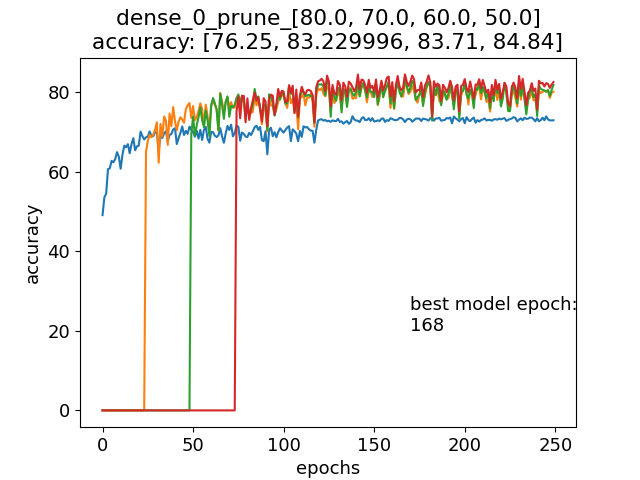 dense_0_prune_[80.0, 70.0, 60.0, 50.0]
accuracy: [76.25, 83.229996, 83.71, 84.84]
80
60
40
20
0
accuracy
best model epoch:
168
0 50 100 150 200 250
epochs